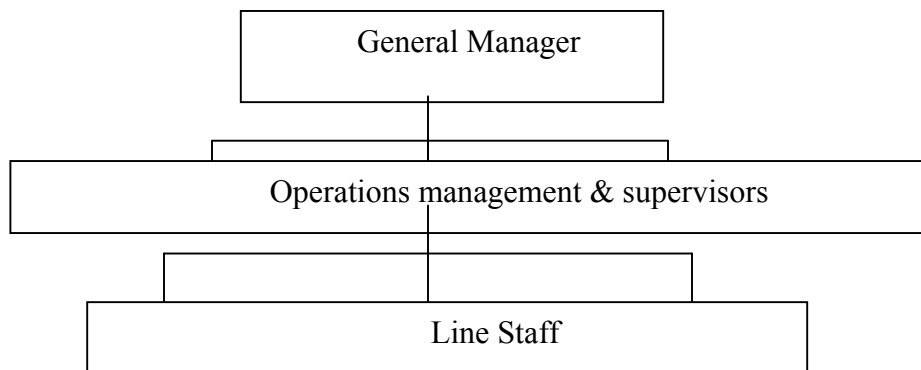 General Manager
Operations management & supervisors
Line Staff